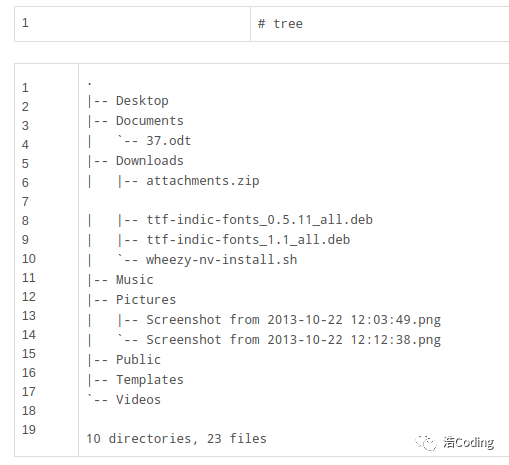 1 # tree
1 .
2 |-- Desktop
3 |-- Documents
4 |   `-- 37.odt
5 |-- Downloads
6 |   |-- attachments.zip
7
8 |   |-- ttf-indic-fonts_0.5.11_all.deb
9 |   |-- ttf-indic-fonts_1.1_all.deb
10 |   `-- wheezy-nv-install.sh
11 |-- Music
12 |-- Pictures
13 |   |-- Screenshot from 2013-10-22 12:03:49.png
14 |   `-- Screenshot from 2013-10-22 12:12:38.png
15 |-- Public
16 |-- Templates
17 `-- Videos
18
19 10 directories, 23 files
浩Coding